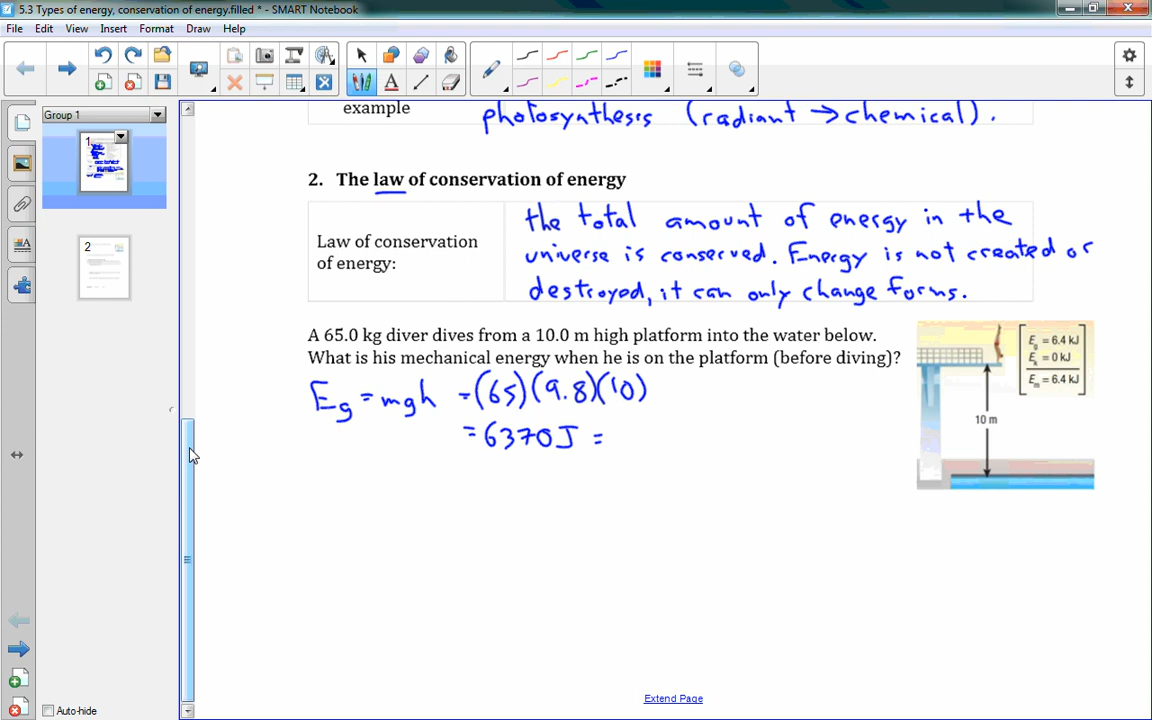 5.3 Types of energy, conservation of energy.filled * - SMART Notebook
File Edit View Insert Format Draw Help
Group 1
1
2
example
photosynthesis (radiant → chemical).
2. The law of conservation of energy
Law of conservation
of energy:
the total amount of energy in the
universe is conserved. Energy is not created or
destroyed, it can only change forms.
A 65.0 kg diver dives from a 10.0 m high platform into the water below.
What is his mechanical energy when he is on the platform (before diving)?
Eg = mgh = (65)(9.8)(10)
= 6370J =
Eg = 6.4 kJ
Ek = 0 kJ
Em = 6.4 kJ
10 m
Extend Page
Auto-hide